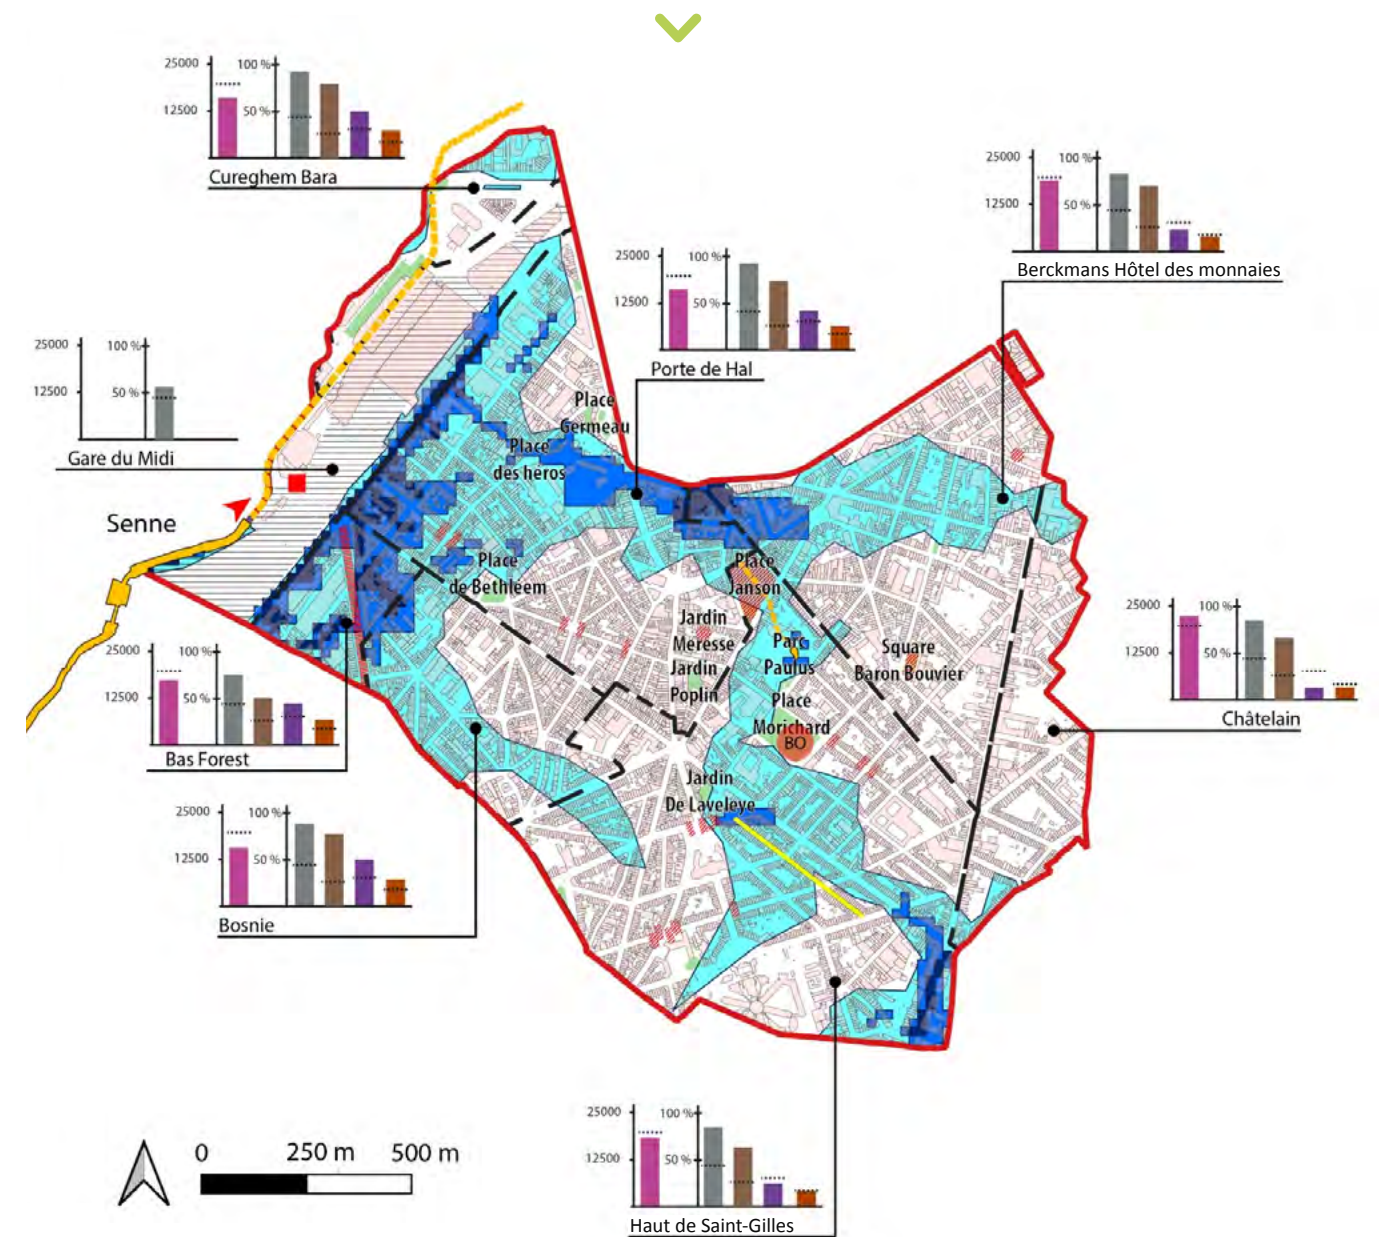 25000
100 %
12500
50 %
Cureghem Bara
25000
100 %
12500
50 %
Berckmans Hôtel des monnaies
25000
100 %
12500
50 %
Porte de Hal
25000
100 %
12500
50 %
Gare du Midi
Place
Germeau
Place
des héros
Senne
Place
de Bethléem
Place
Janson
Jardin
Meresse
Jardin
Poplin
Parc
Paulus
Square
Baron Bouvier
Place
Morichard
BO
25000
100 %
12500
50 %
Châtelain
25000
100 %
12500
50 %
Bas Forest
Jardin
De Laveleye
25000
100 %
12500
50 %
Bosnie
25000
100 %
12500
50 %
Haut de Saint-Gilles
0
250 m
500 m